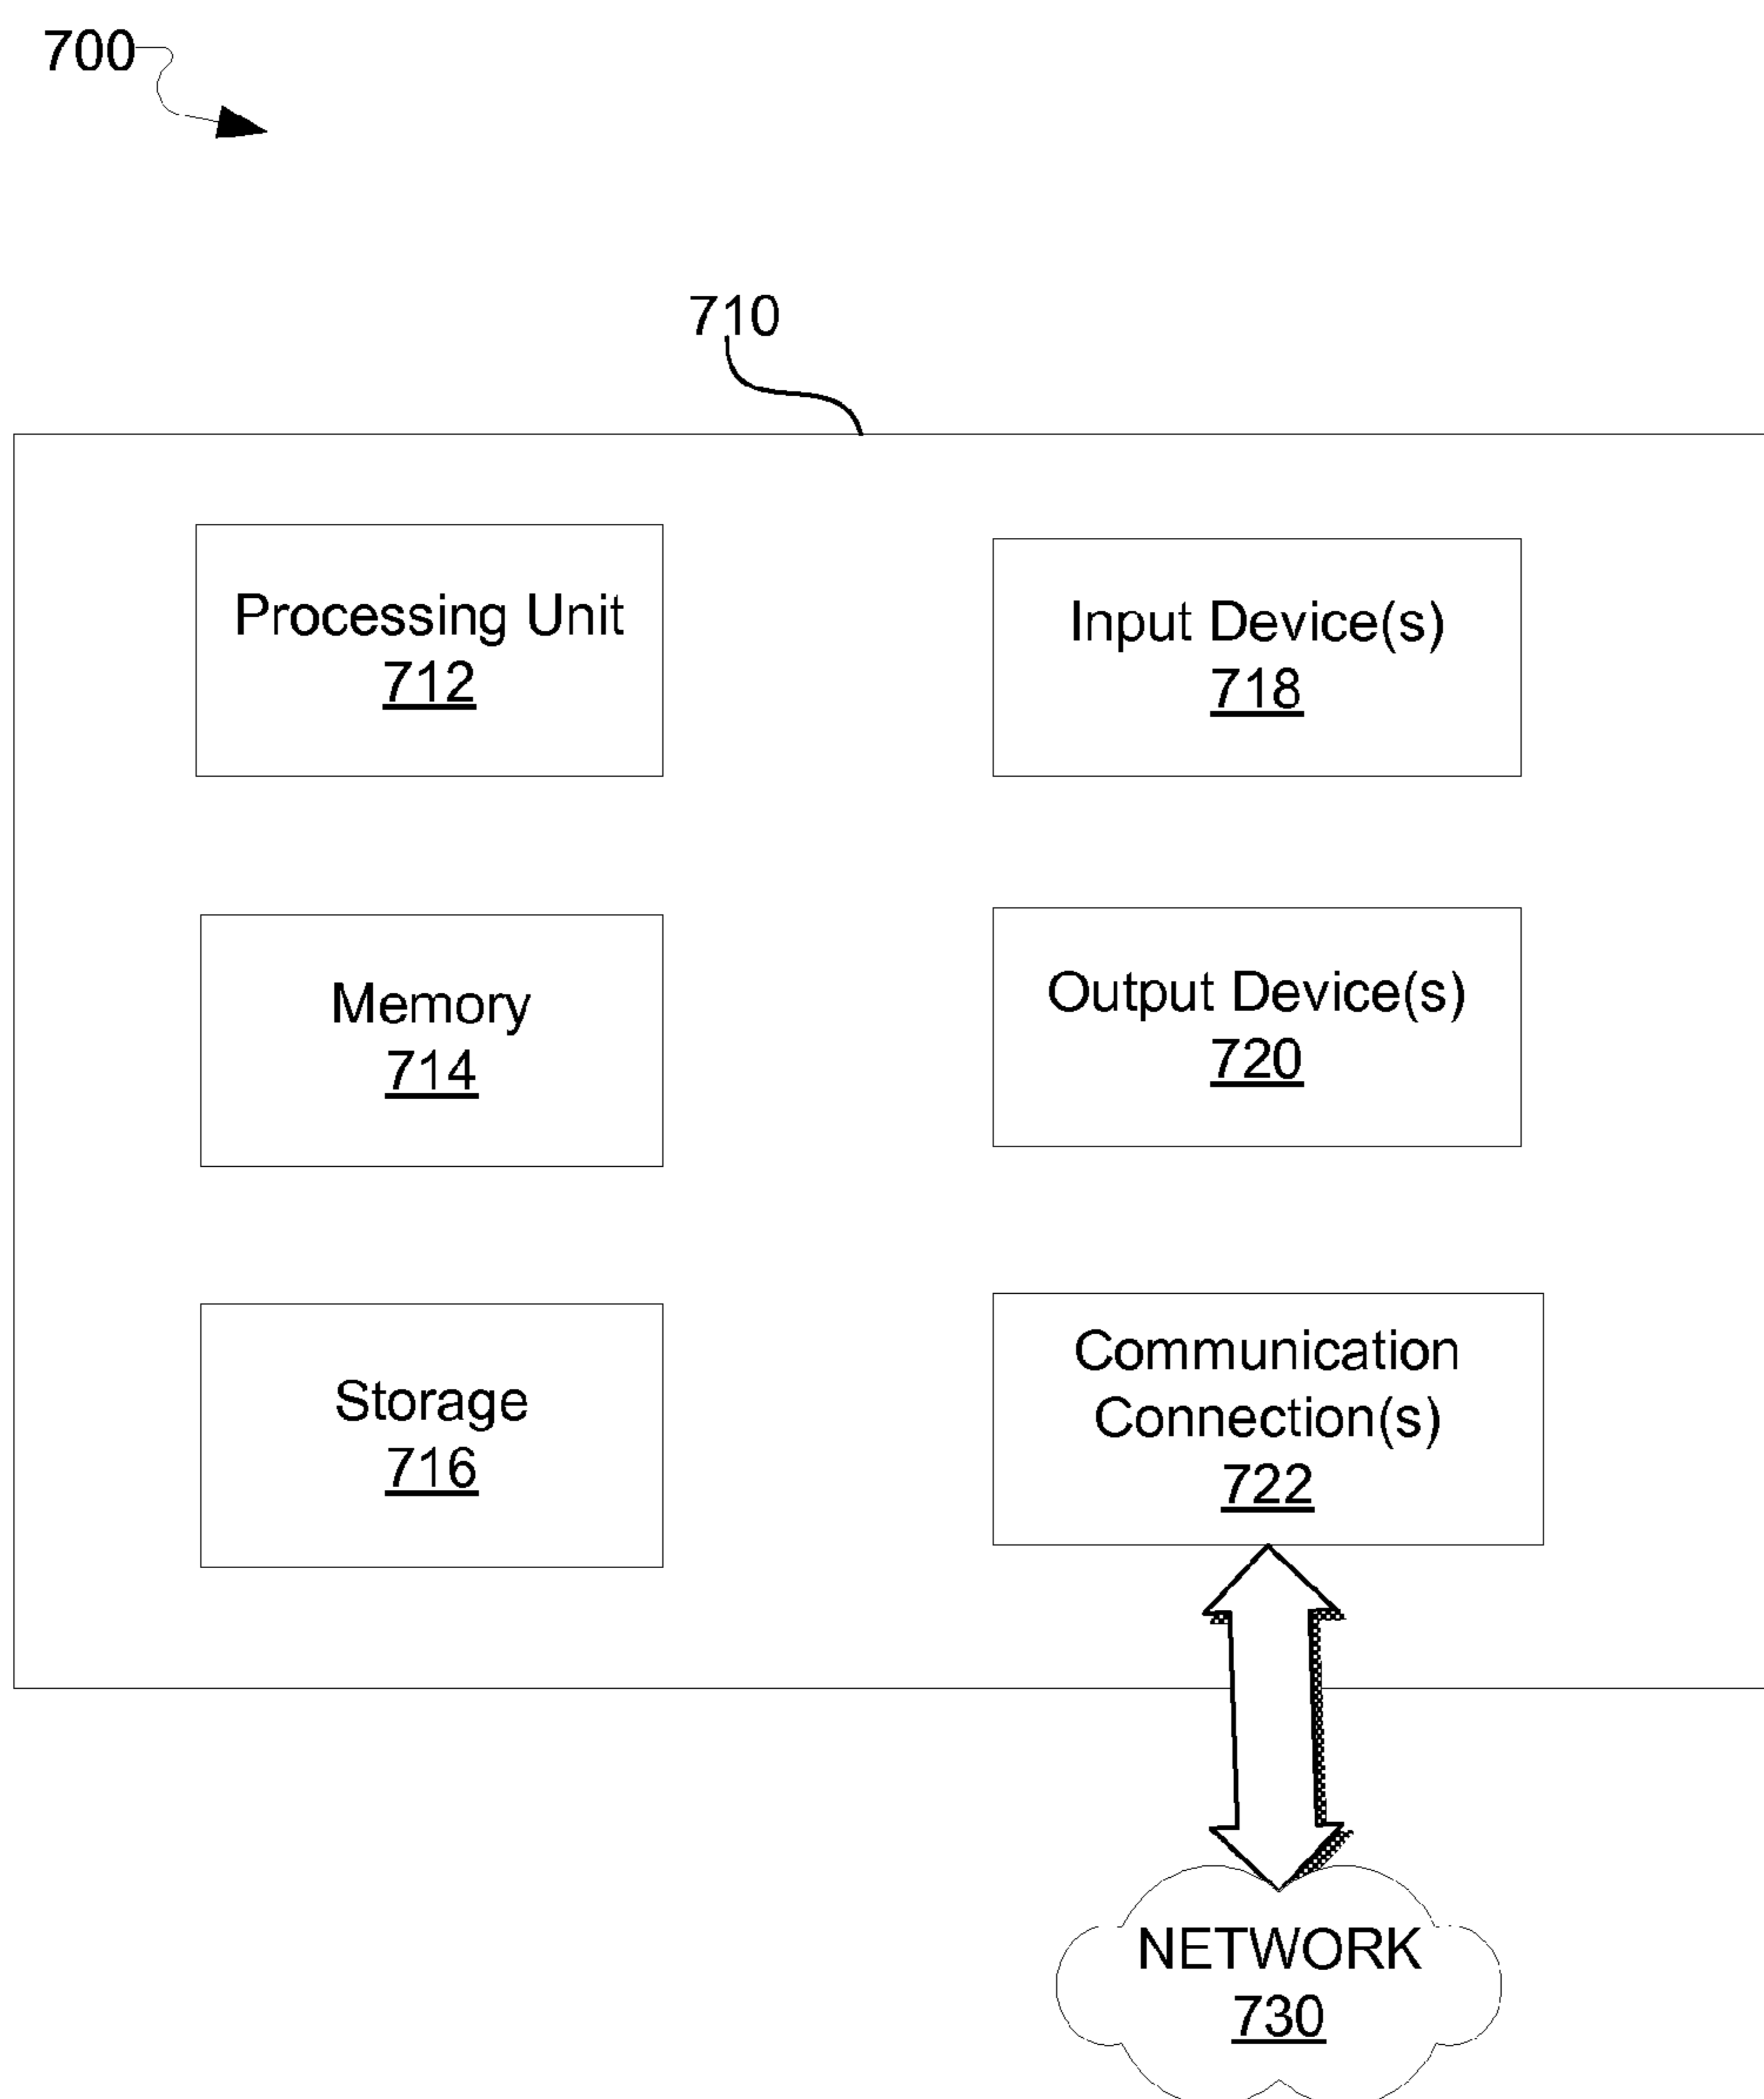 700
710
Processing Unit
712
Input Device(s)
718
Memory
714
Output Device(s)
720
Storage
716
Communication
Connection(s)
722
NETWORK
730